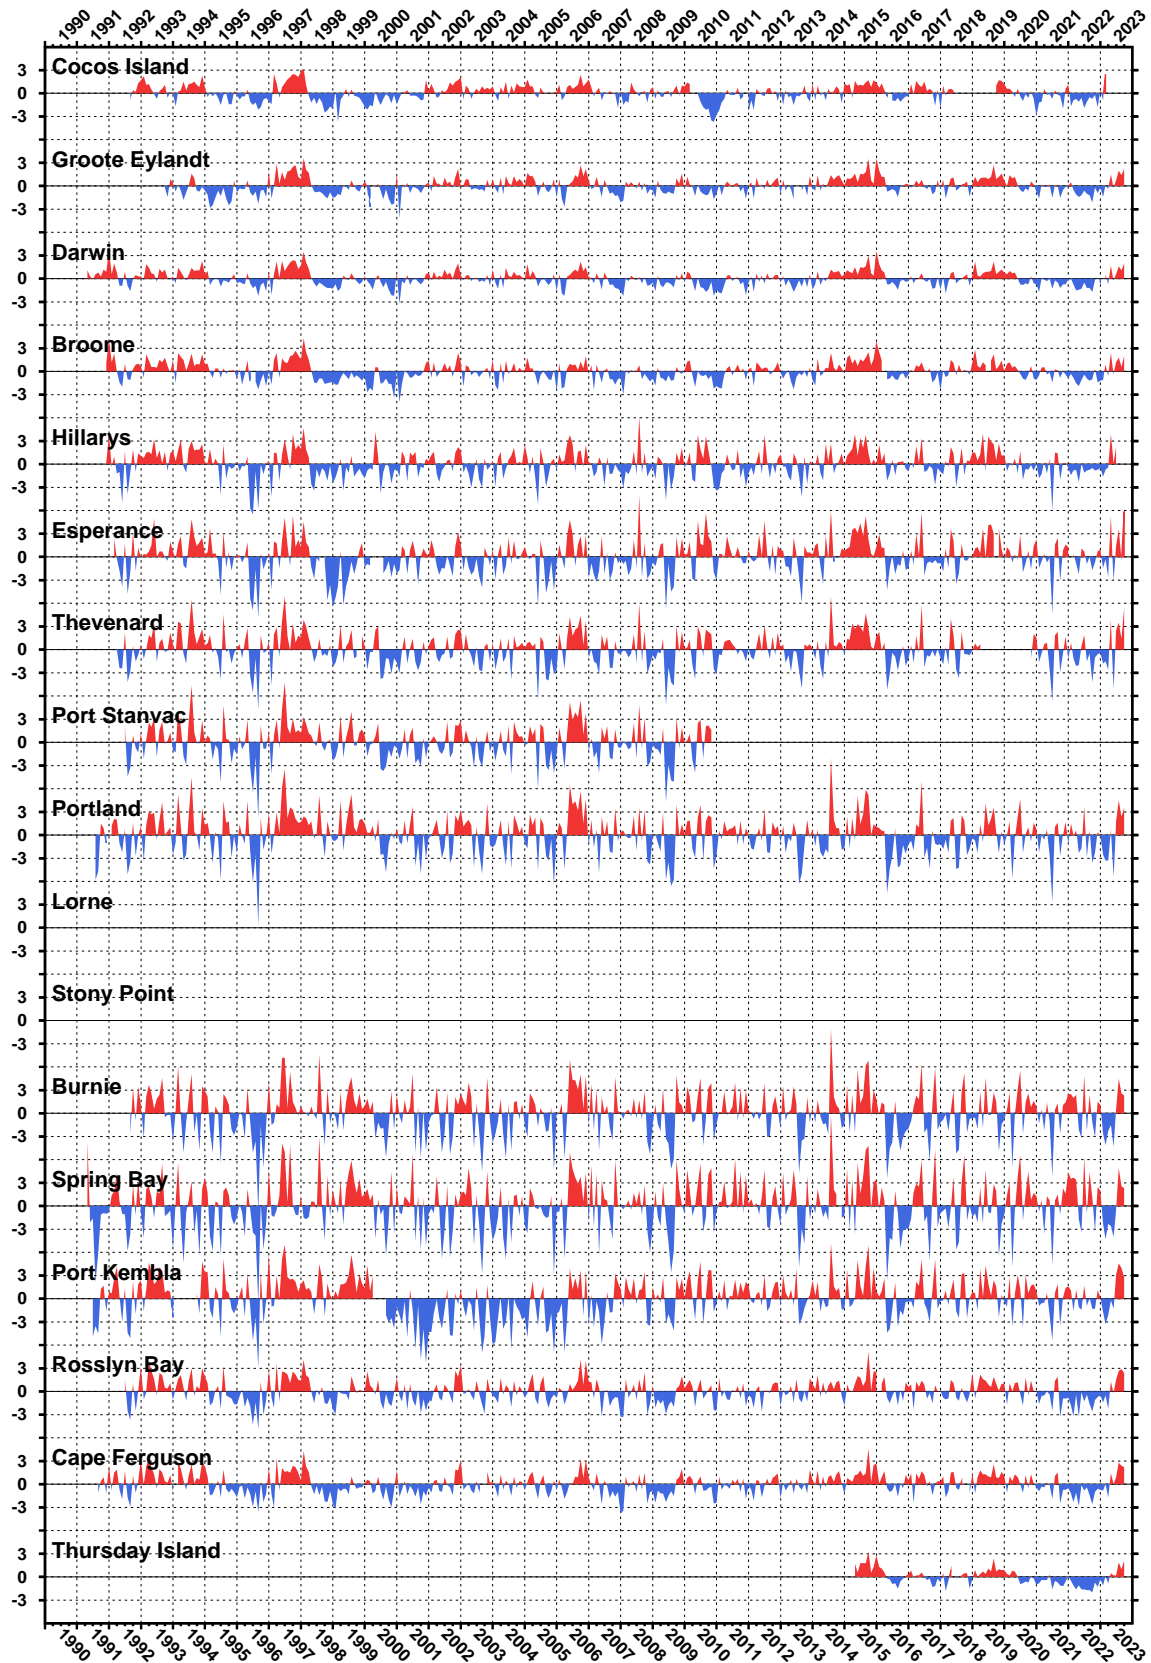 1990 1991 1992 1993 1994 1995 1996 1997 1998 1999 2000 2001 2002 2003 2004 2005 2006 2007 2008 2009 2010 2011 2012 2013 2014 2015 2016 2017 2018 2019 2020 2021 2022 2023
3 Cocos Island
0
-3
3 Groote Eylandt
0
-3
3 Darwin
0
-3
3 Broome
0
-3
3 Hillarys
0
-3
3 Esperance
0
-3
3 Thevenard
0
-3
3 Port Stanvac
0
-3
3 Portland
0
-3
3 Lorne
0
-3
3 Stony Point
0
-3
3 Burnie
0
-3
3 Spring Bay
0
-3
3 Port Kembla
0
-3
3 Rosslyn Bay
0
-3
3 Cape Ferguson
0
-3
3 Thursday Island
0
-3
1990 1991 1992 1993 1994 1995 1996 1997 1998 1999 2000 2001 2002 2003 2004 2005 2006 2007 2008 2009 2010 2011 2012 2013 2014 2015 2016 2017 2018 2019 2020 2021 2022 2023